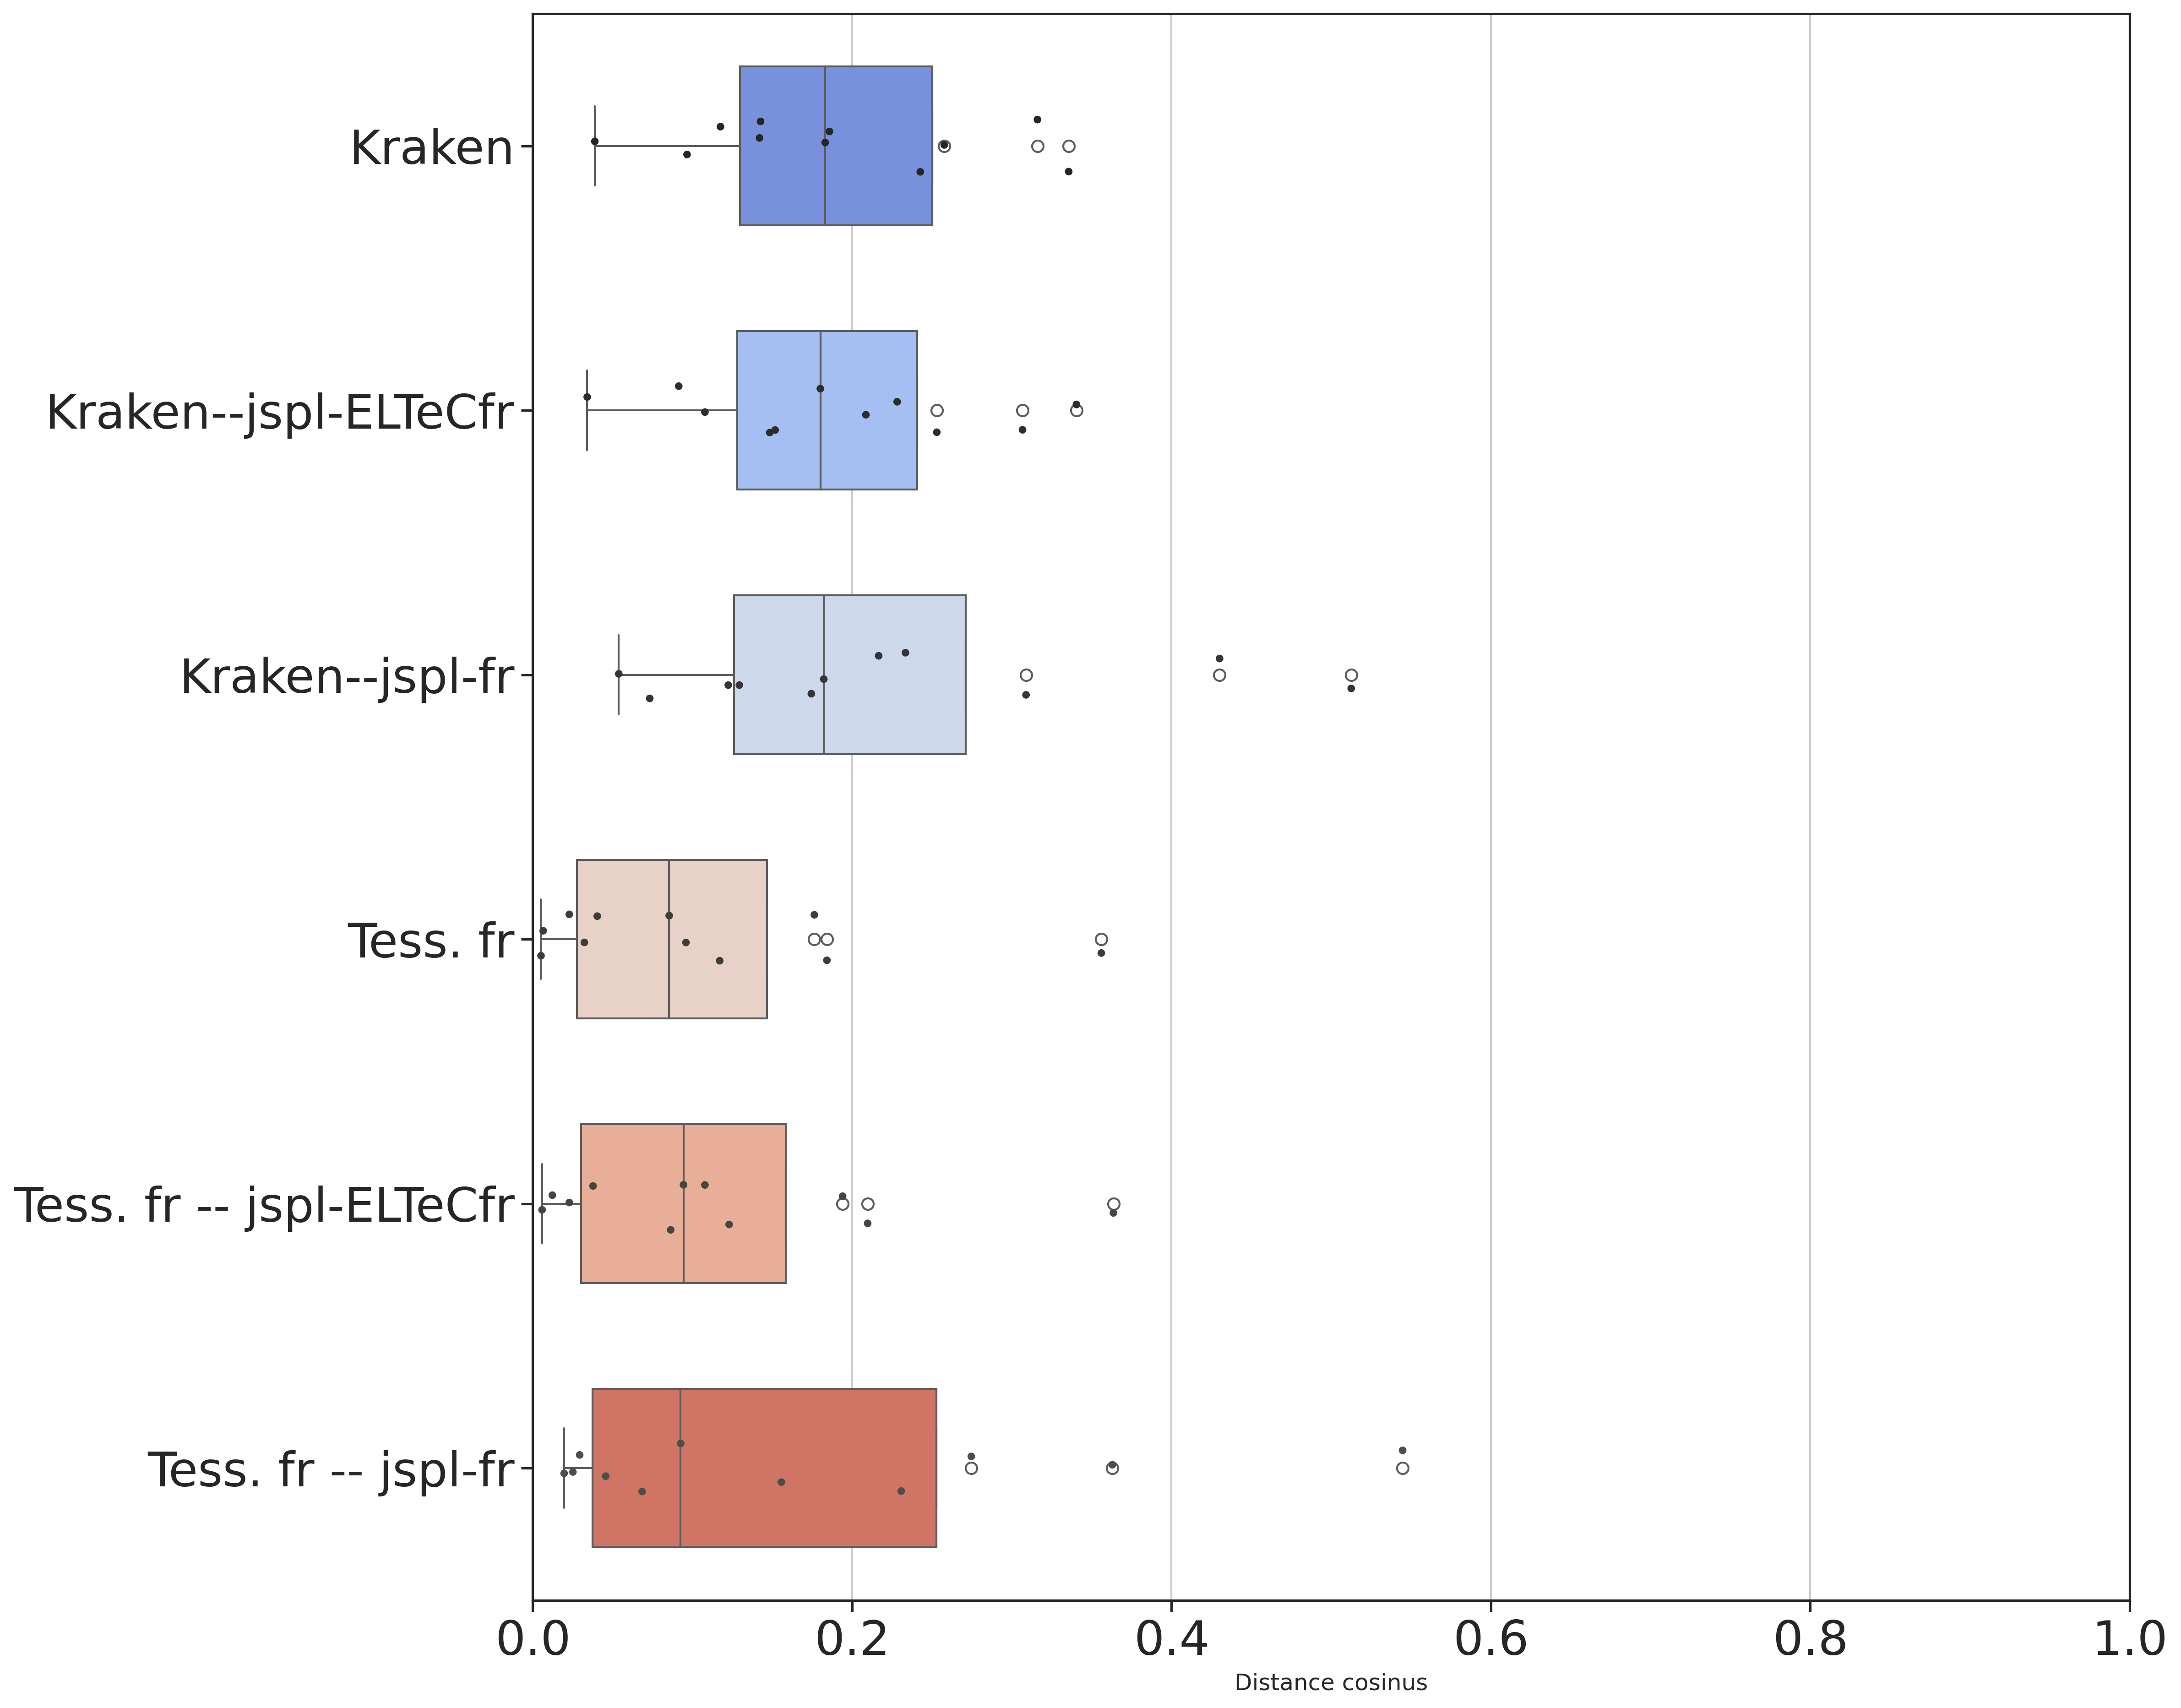 Kraken
Kraken--jspl-ELTeCfr
Kraken--jspl-fr
Tess. fr
Tess. fr -- jspl-ELTeCfr
Tess. fr -- jspl-fr
0.0 0.2 0.4 0.6 0.8 1.0
Distance cosinus